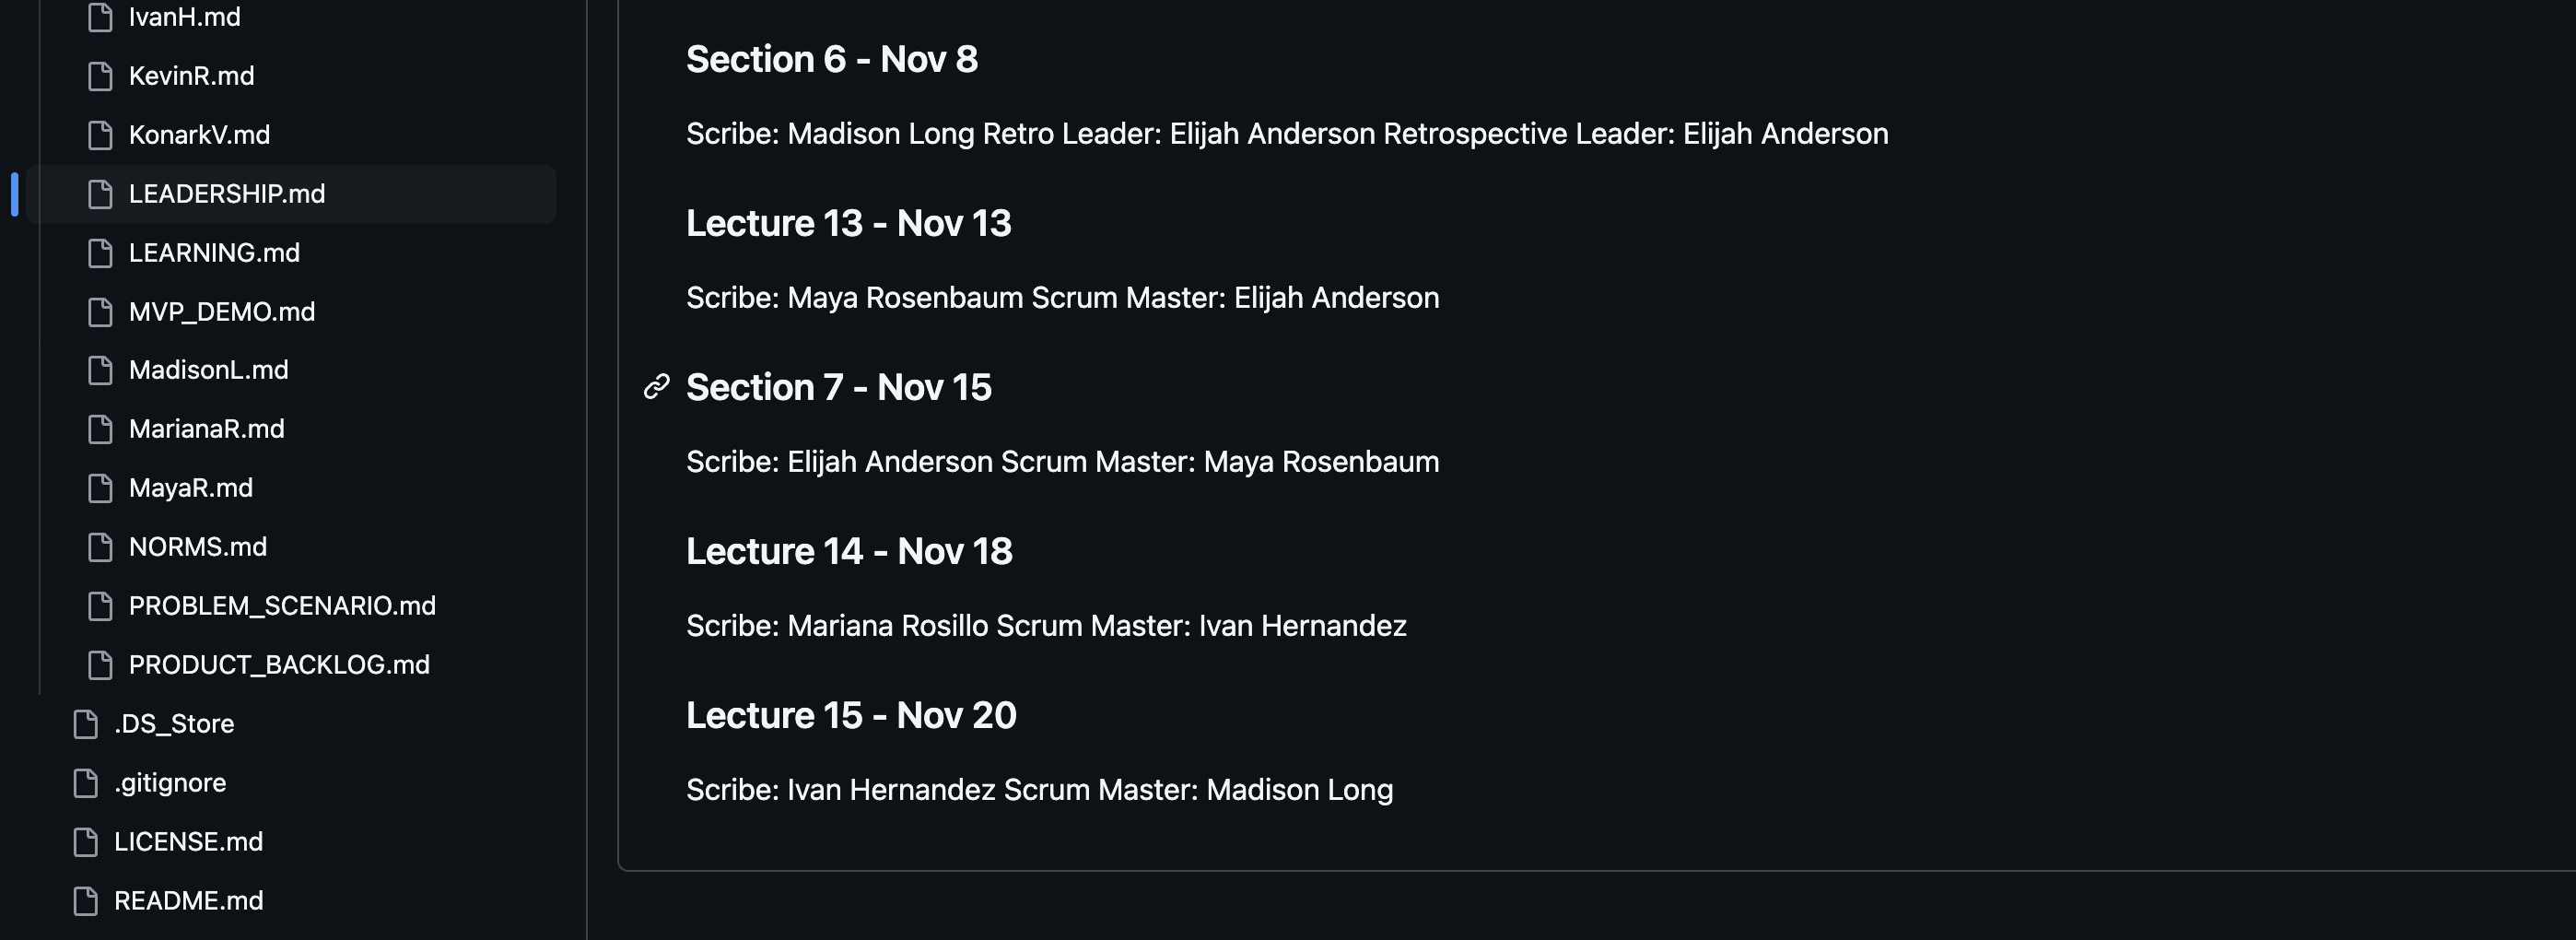 IvanH.md
KevinR.md
KonarkV.md
LEADERSHIP.md
LEARNING.md
MVP_DEMO.md
MadisonL.md
MarianaR.md
MayaR.md
NORMS.md
PROBLEM_SCENARIO.md
PRODUCT_BACKLOG.md
.DS_Store
.gitignore
LICENSE.md
README.md
Section 6 - Nov 8
Scribe: Madison Long Retro Leader: Elijah Anderson Retrospective Leader: Elijah Anderson
Lecture 13 - Nov 13
Scribe: Maya Rosenbaum Scrum Master: Elijah Anderson
Section 7 - Nov 15
Scribe: Elijah Anderson Scrum Master: Maya Rosenbaum
Lecture 14 - Nov 18
Scribe: Mariana Rosillo Scrum Master: Ivan Hernandez
Lecture 15 - Nov 20
Scribe: Ivan Hernandez Scrum Master: Madison Long